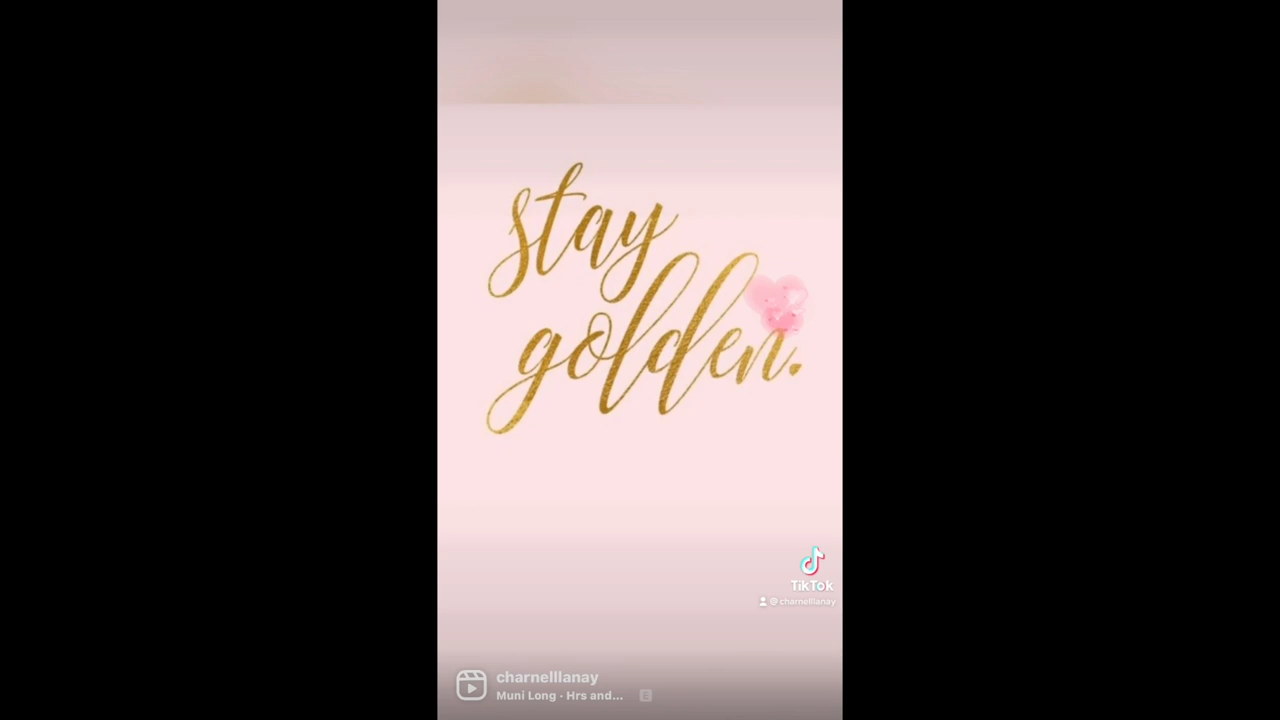 stay
golden.
TikTok
@charnelllanay
charnelllanay
Muni Long · Hrs and...
E